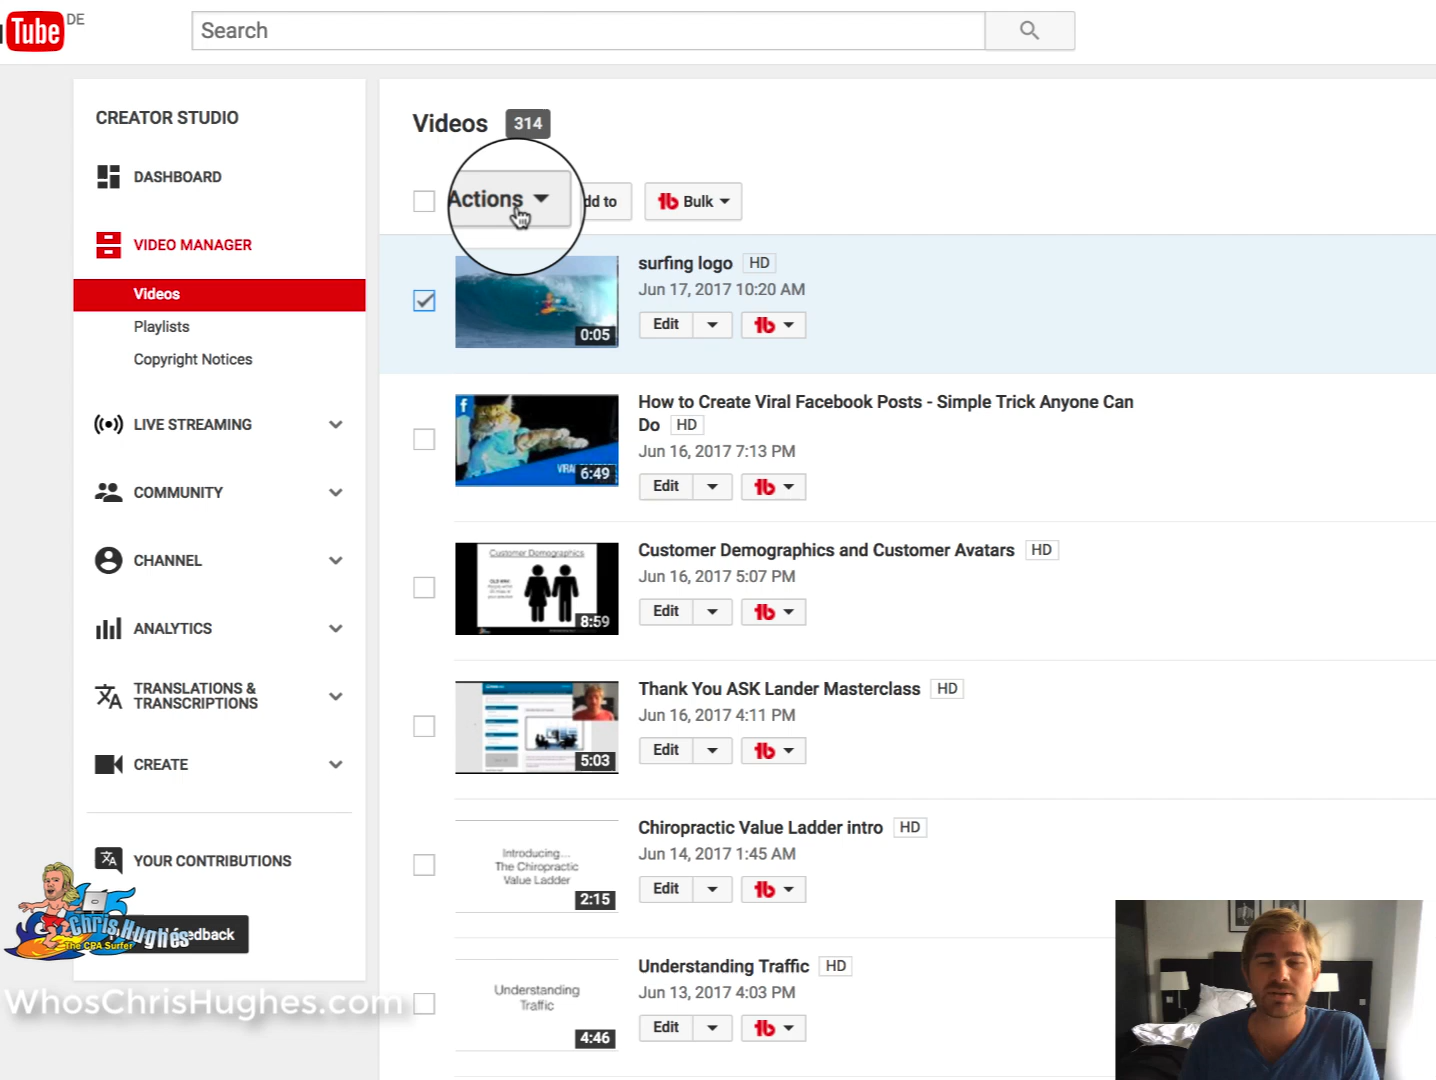 Tube DE
Search
CREATOR STUDIO
DASHBOARD
VIDEO MANAGER
Videos
Playlists
Copyright Notices
LIVE STREAMING
COMMUNITY
CHANNEL
ANALYTICS
TRANSLATIONS &
TRANSCRIPTIONS
CREATE
YOUR CONTRIBUTIONS
Chris Hughes
The CPA Surfer
edback
WhosChrisHughes.com
Videos 314
Actions
dd to
Bulk
0:05
surfing logo HD
Jun 17, 2017 10:20 AM
Edit
f
6:49
How to Create Viral Facebook Posts - Simple Trick Anyone Can
Do HD
Jun 16, 2017 7:13 PM
Edit
Customer Demographics
8:59
Customer Demographics and Customer Avatars HD
Jun 16, 2017 5:07 PM
Edit
5:03
Thank You ASK Lander Masterclass HD
Jun 16, 2017 4:11 PM
Edit
Introducing...
The Chiropractic
Value Ladder
2:15
Chiropractic Value Ladder intro HD
Jun 14, 2017 1:45 AM
Edit
Understanding
Traffic
4:46
Understanding Traffic HD
Jun 13, 2017 4:03 PM
Edit